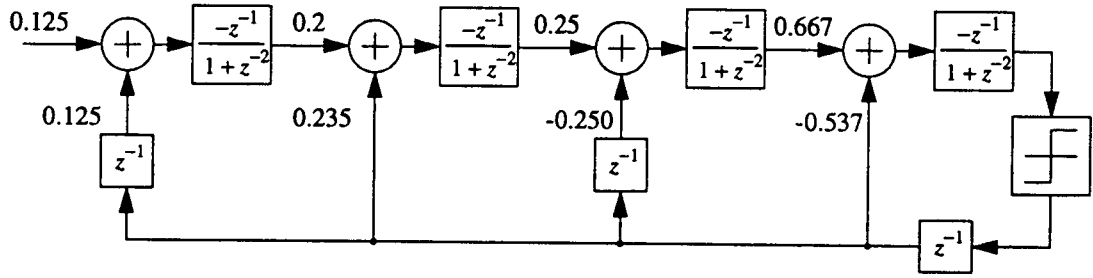 0.125
+
-z⁻¹
1 + z⁻²
0.2
+
-z⁻¹
1 + z⁻²
0.25
+
-z⁻¹
1 + z⁻²
0.667
+
-z⁻¹
1 + z⁻²
0.125
0.235
-0.250
-0.537
z⁻¹
z⁻¹
z⁻¹